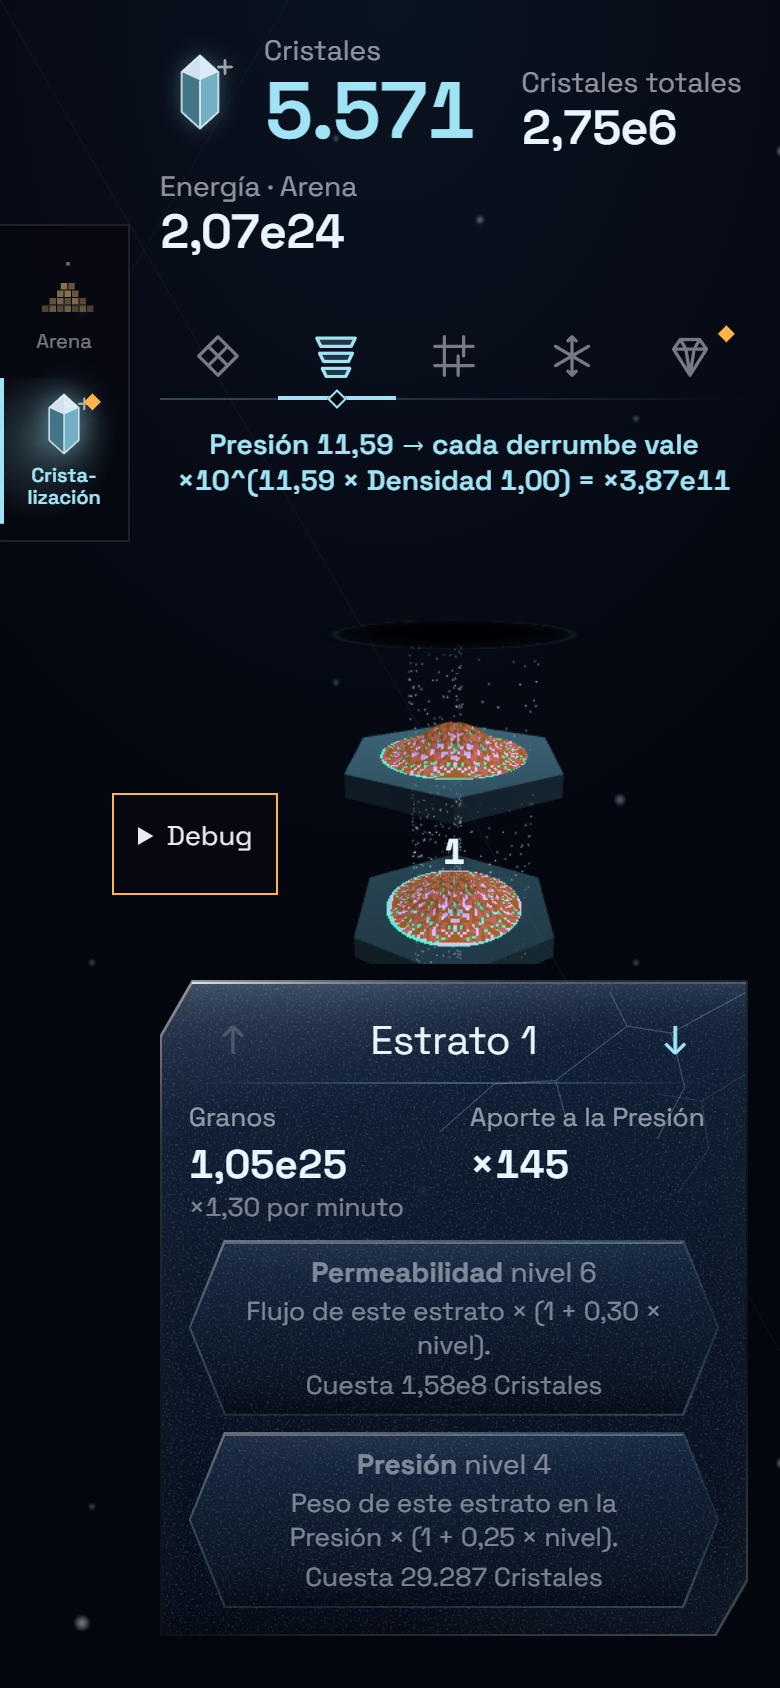 Cristales
5.571
Cristales totales
2,75e6
Energía · Arena
2,07e24
Arena
Crista-
lización
Presión 11,59 → cada derrumbe vale
×10^(11,59 × Densidad 1,00) = ×3,87e11
▶ Debug
1
↑ Estrato 1 ↓
Granos
1,05e25
×1,30 por minuto
Aporte a la Presión
×145
Permeabilidad nivel 6
Flujo de este estrato × (1 + 0,30 ×
nivel).
Cuesta 1,58e8 Cristales
Presión nivel 4
Peso de este estrato en la
Presión × (1 + 0,25 × nivel).
Cuesta 29.287 Cristales